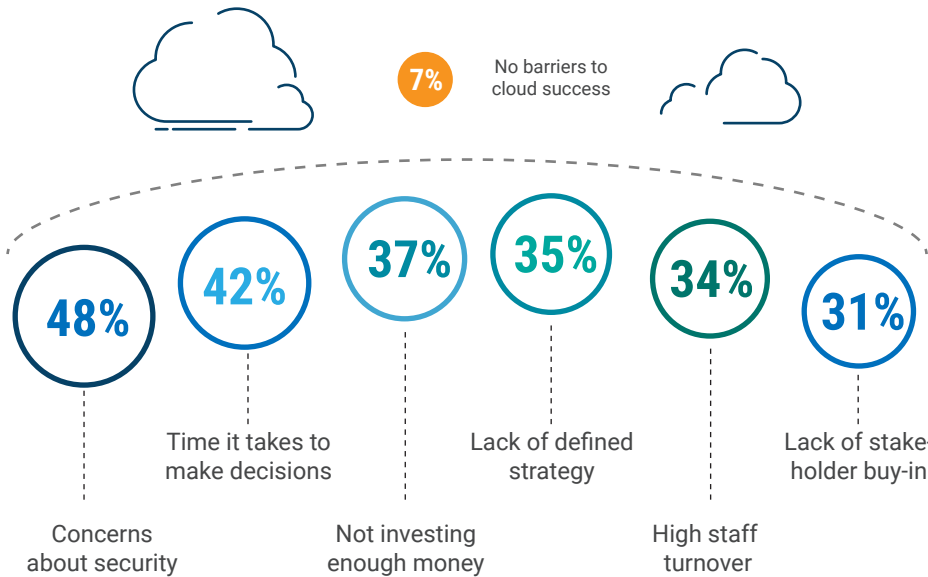 7%
No barriers to
cloud success
48%
42%
37%
35%
34%
31%
Time it takes to
make decisions
Lack of defined
strategy
Lack of stake-
holder buy-in
Concerns
about security
Not investing
enough money
High staff
turnover